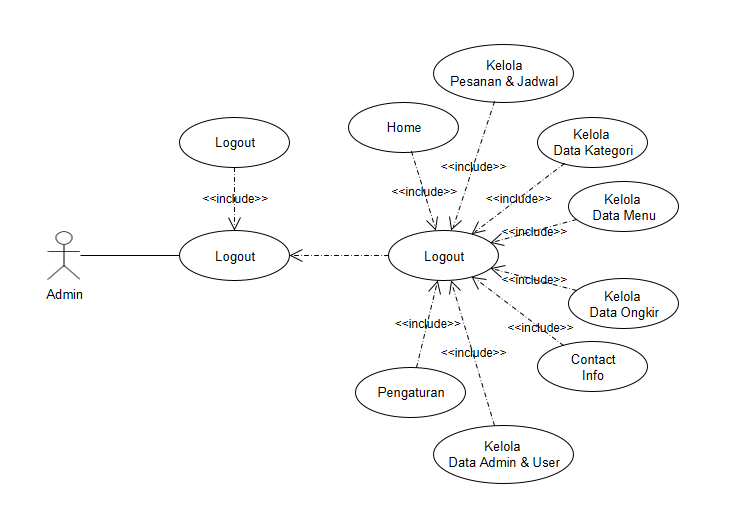 Kelola
Pesanan & Jadwal
Home
Logout
Kelola
Data Kategori
<<include>>
<<include>>
<<include>>
<<include>>
Kelola
Data Menu
<<include>>
Logout
Logout
Admin
<<include>>
Kelola
Data Ongkir
<<include>>
<<include>>
<<include>>
Contact
Info
Pengaturan
Kelola
Data Admin & User